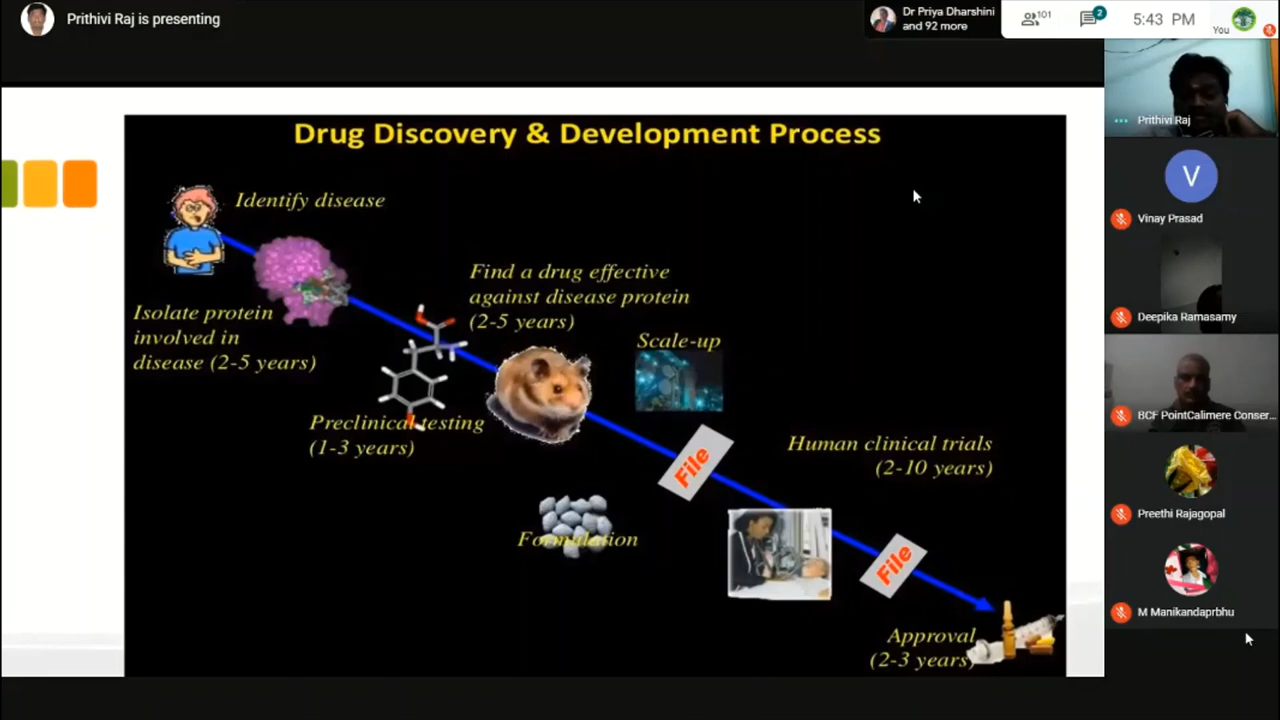 Prithivi Raj is presenting
Dr Priya Dharshini
and 92 more
101
2
5:43 PM
You
Drug Discovery & Development Process
Identify disease
Isolate protein
involved in
disease (2-5 years)
Find a drug effective
against disease protein
(2-5 years)
Scale-up
Preclinical testing
(1-3 years)
File
Human clinical trials
(2-10 years)
Formulation
File
Approval
(2-3 years)
Prithivi Raj
V
Vinay Prasad
Deepika Ramasamy
BCF PointCalimere Conser...
Preethi Rajagopal
M Manikandaprbhu